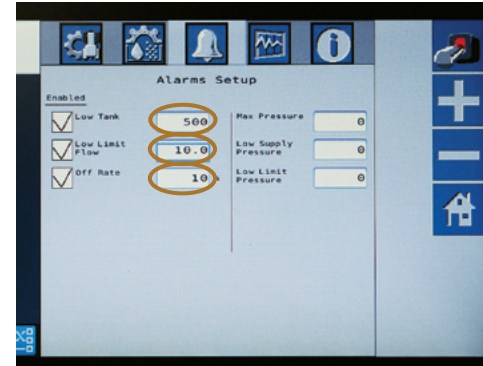 Alarms Setup
Enabled
Low Tank 500 Max Pressure 0
Low Limit Flow 10.0 Low Supply Pressure 0
Off Rate 10 Low Limit Pressure 0